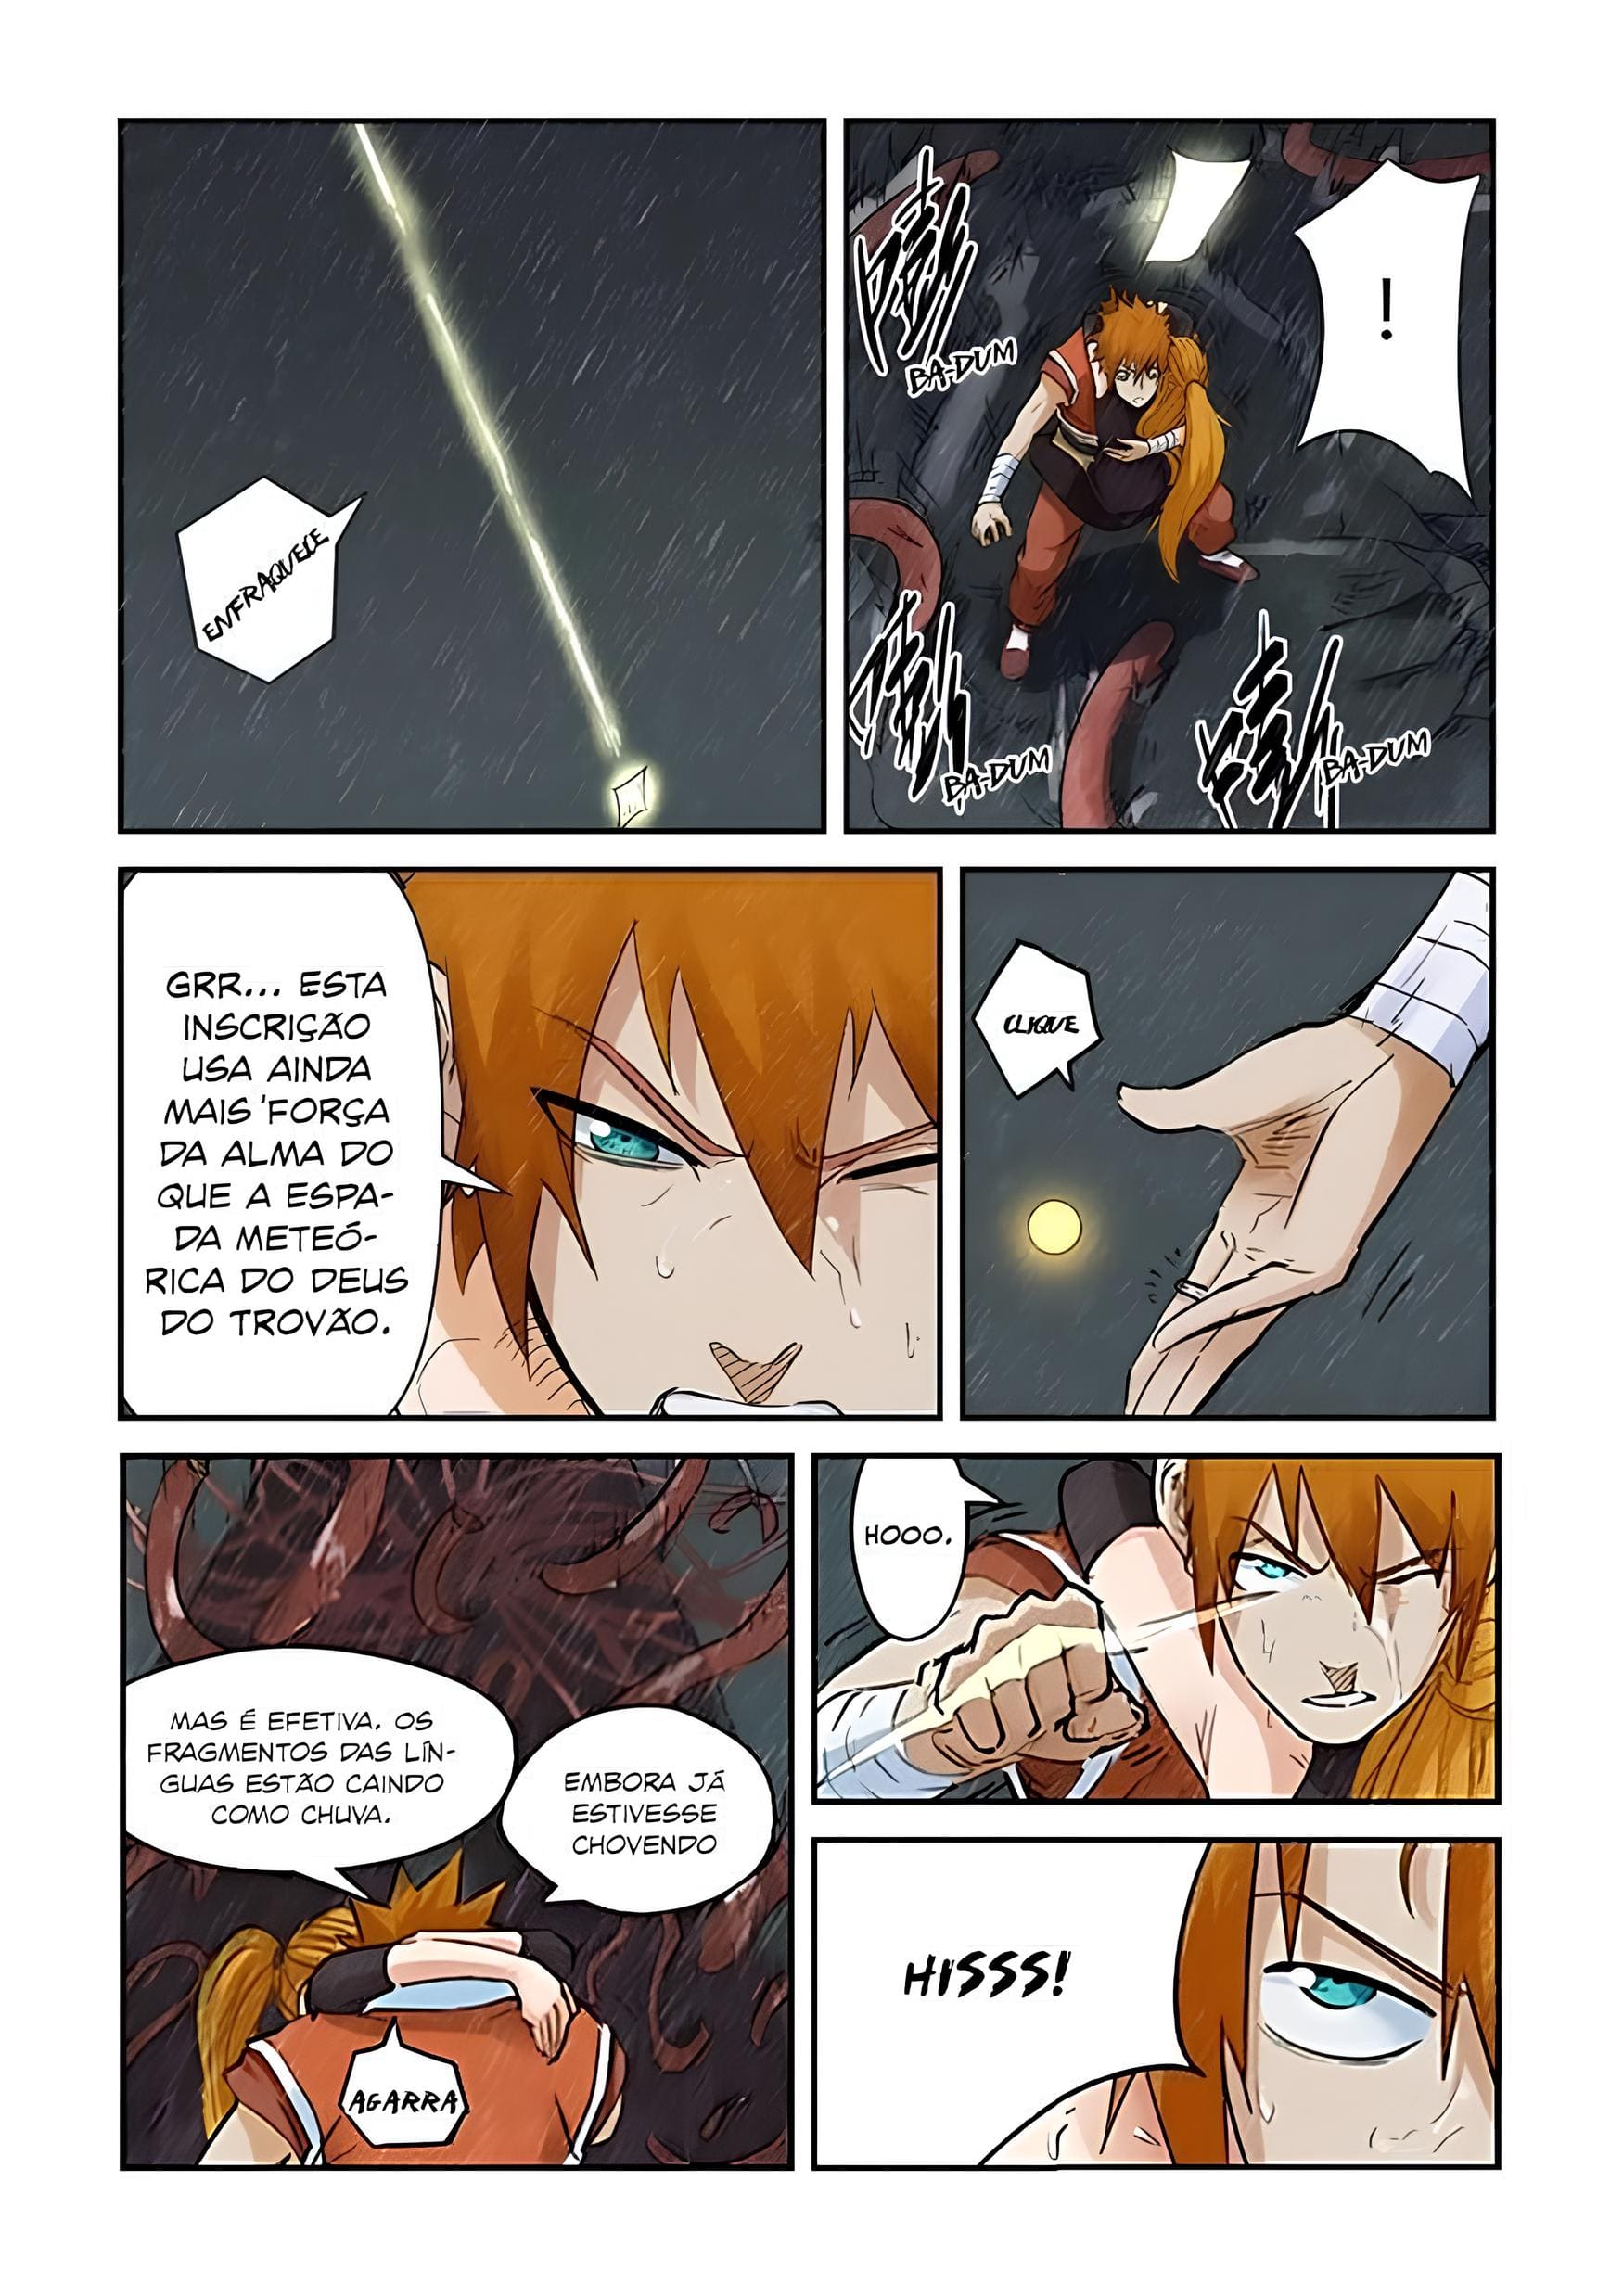 ENFRAQUECE
!
BA-DUM
BA-DUM
BA-DUM
GRR... ESTA
INSCRIÇÃO
USA AINDA
MAIS 'FORÇA
DA ALMA DO
QUE A ESPA-
DA METEÓ-
RICA DO DEUS
DO TROVÃO.
CLIQUE
MAS É EFETIVA. OS
FRAGMENTOS DAS LÍN-
GUAS ESTÃO CAINDO
COMO CHUVA.
EMBORA JÁ
ESTIVESSE
CHOVENDO
AGARRA
HOOO.
HISSS!